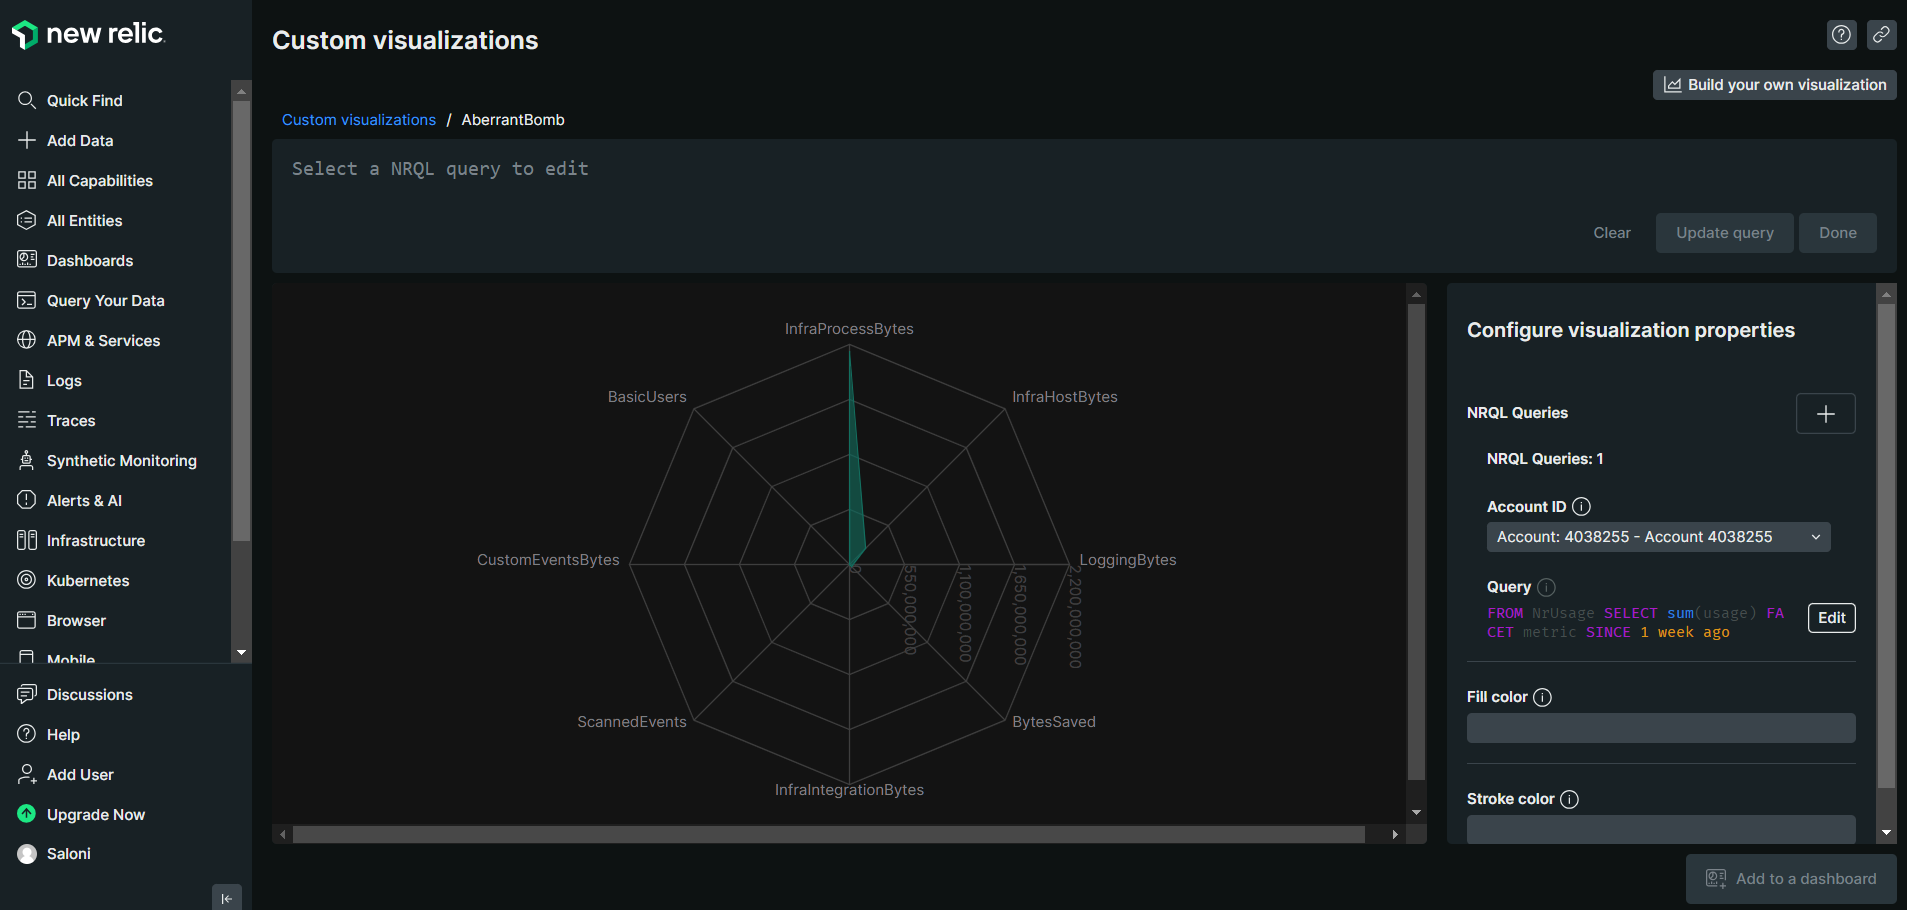 new relic.
Quick Find
Add Data
All Capabilities
All Entities
Dashboards
Query Your Data
APM & Services
Logs
Traces
Synthetic Monitoring
Alerts & AI
Infrastructure
Kubernetes
Browser
Mobile
Discussions
Help
Add User
Upgrade Now
Saloni
Custom visualizations
Build your own visualization
Custom visualizations / AberrantBomb
Select a NRQL query to edit
Clear
Update query
Done
InfraProcessBytes
BasicUsers
InfraHostBytes
CustomEventsBytes
LoggingBytes
0
550,000,000
1,100,000,000
1,650,000,000
2,200,000,000
ScannedEvents
BytesSaved
InfraIntegrationBytes
Configure visualization properties
NRQL Queries
NRQL Queries: 1
Account ID
Account: 4038255 - Account 4038255
Query
FROM NrUsage SELECT sum(usage) FA
CET metric SINCE 1 week ago
Edit
Fill color
Stroke color
Add to a dashboard